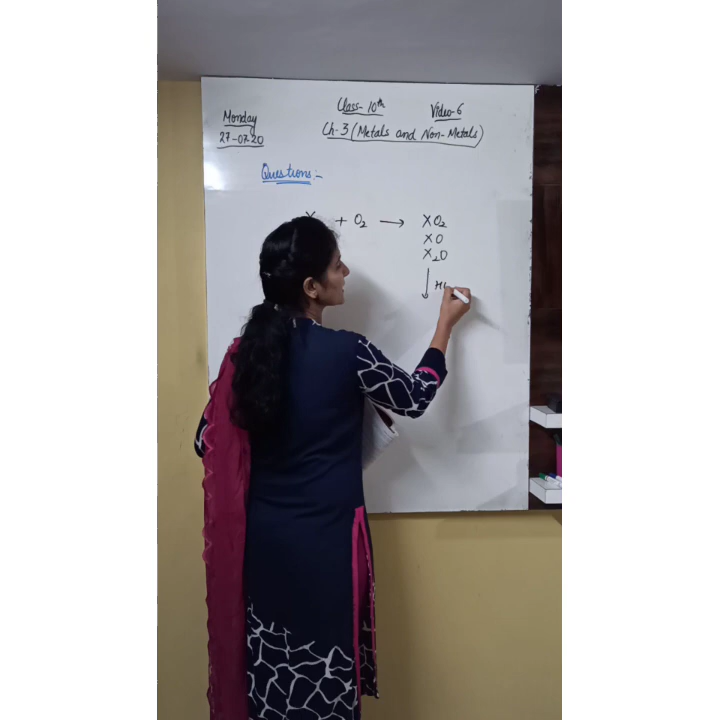 Class- 10th Video-6
Monday
27-07-20
Ch-3 (Metals and Non-Metals)
Questions:-
X + O2 → XO2
XO
X2O
↓